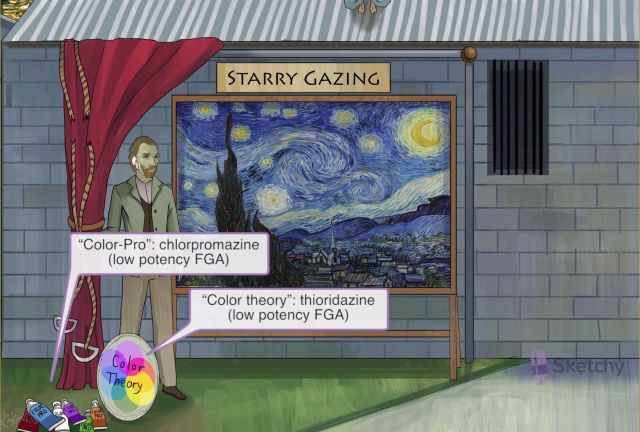 STARRY GAZING
“Color-Pro”: chlorpromazine
(low potency FGA)
“Color theory”: thioridazine
(low potency FGA)
Sketchy
Color
Theory